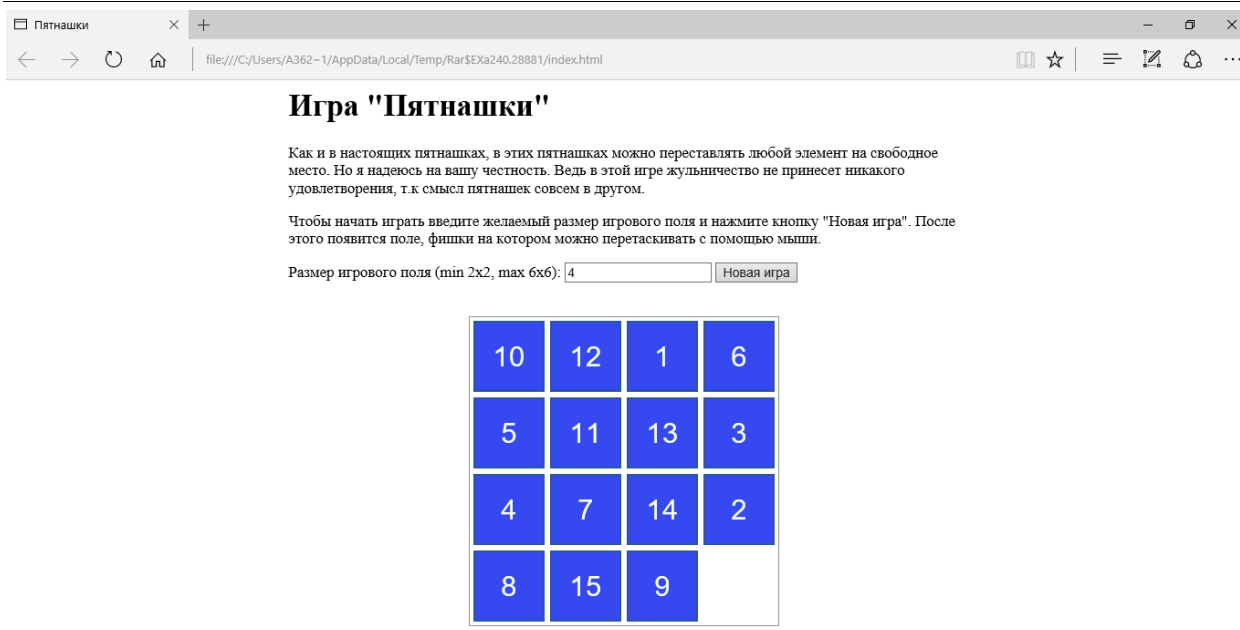 Пятнашки
file:///C:/Users/A362~1/AppData/Local/Temp/Rar$EXa240.28881/index.html
Игра "Пятнашки"
Как и в настоящих пятнашках, в этих пятнашках можно переставлять любой элемент на свободное
место. Но я надеюсь на вашу честность. Ведь в этой игре жульничество не принесет никакого
удовлетворения, т.к смысл пятнашек совсем в другом.
Чтобы начать играть введите желаемый размер игрового поля и нажмите кнопку "Новая игра". После
этого появится поле, фишки на котором можно перетаскивать с помощью мыши.
Размер игрового поля (min 2x2, max 6x6): 4 Новая игра
10 12 1 6
5 11 13 3
4 7 14 2
8 15 9